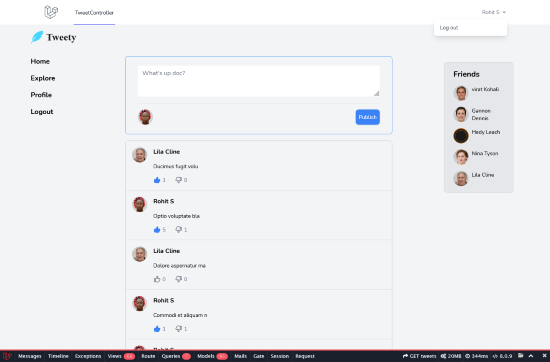 TweetController
Rohit S
Log out
Tweety
Home
Explore
Profile
Logout
What's up doc?
Publish
Friends
virat Kohali
Gannon
Dennis
Hedy Leach
Nina Tyson
Lila Cline
Lila Cline
Ducimus fugit volu
1 0
Rohit S
Optio voluptate bla
5 1
Lila Cline
Dolore aspernatur ma
0 0
Rohit S
Commodi et aliquam n
1 1
Rohit S
Messages Timeline Exceptions Views Route Queries Models Mails Gate Session Request GET tweets 20MB 344ms 8.0.9